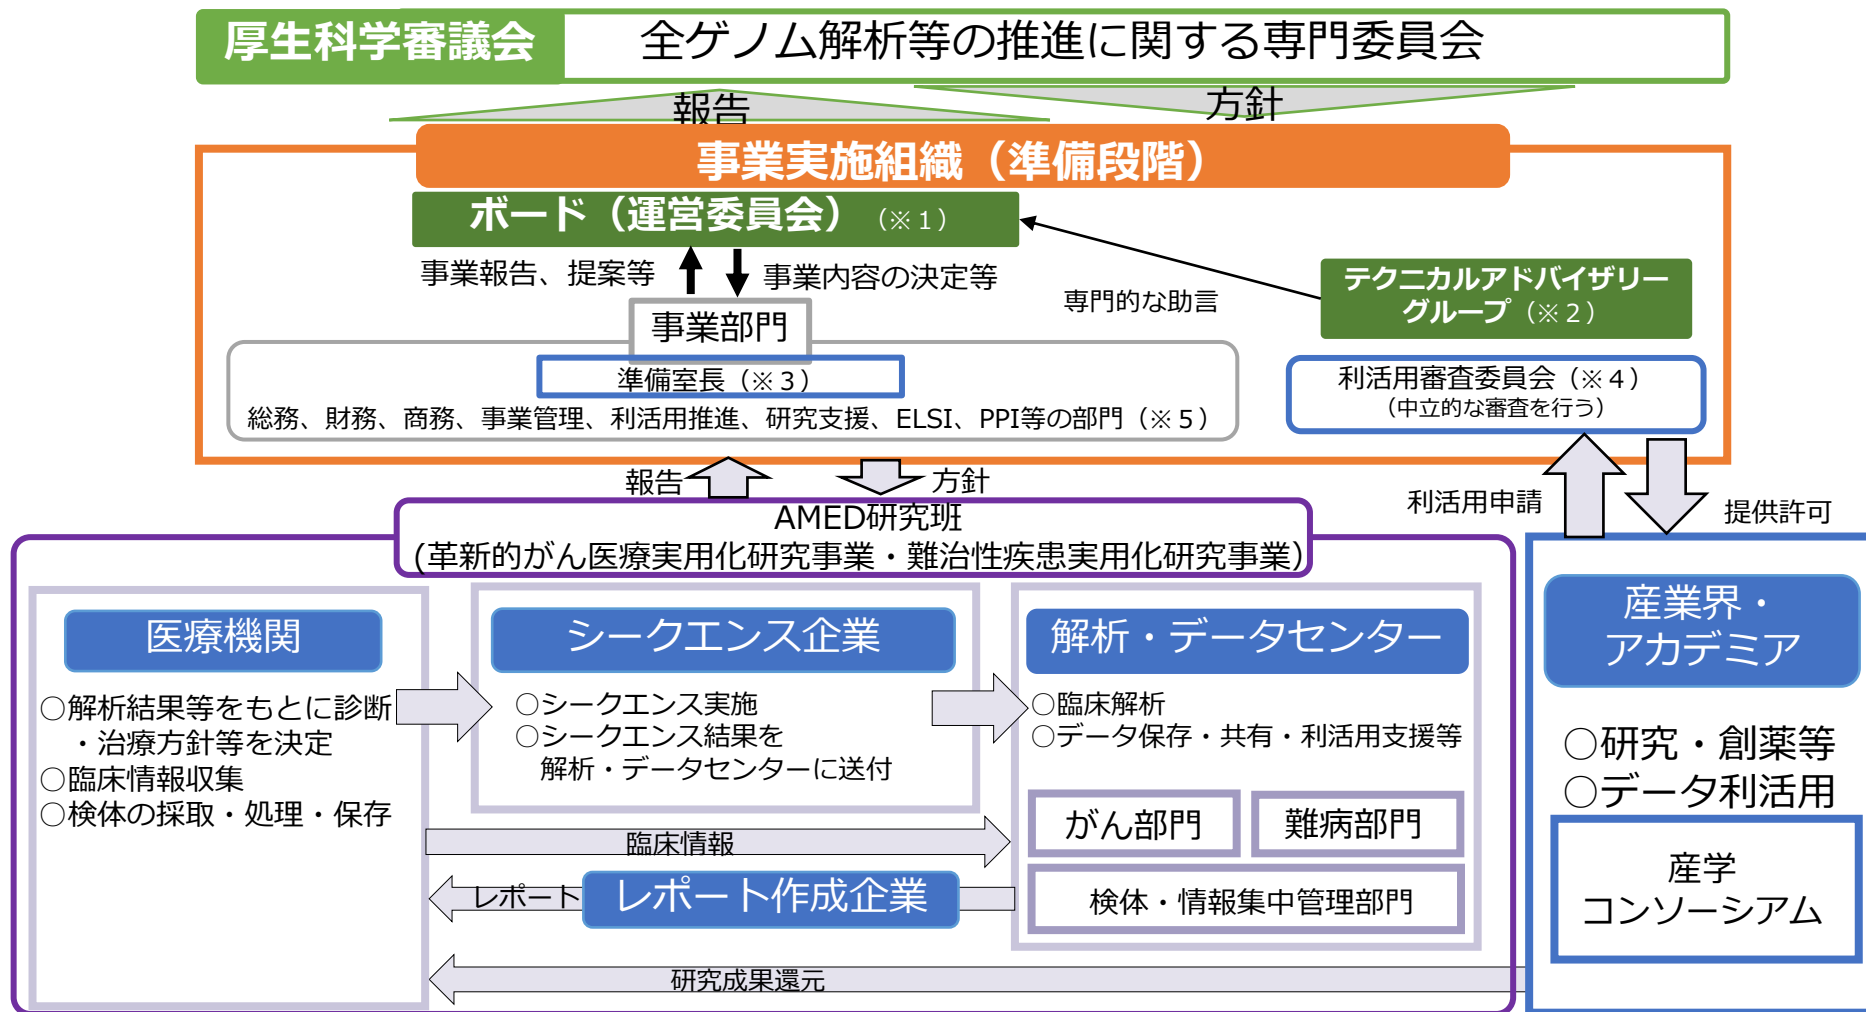 厚生科学審議会
全ゲノム解析等の推進に関する専門委員会
報告
方針
事業実施組織（準備段階）
ボード（運営委員会）（※１）
事業報告、提案等
事業内容の決定等
専門的な助言
テクニカルアドバイザリー
グループ（※２）
事業部門
準備室長（※３）
総務、財務、商務、事業管理、利活用推進、研究支援、ELSI、PPI等の部門（※５）
利活用審査委員会（※４）
（中立的な審査を行う）
報告
方針
利活用申請
提供許可
AMED研究班
(革新的がん医療実用化研究事業・難治性疾患実用化研究事業)
医療機関
○解析結果等をもとに診断
・治療方針等を決定
○臨床情報収集
○検体の採取・処理・保存
シークエンス企業
○シークエンス実施
○シークエンス結果を
解析・データセンターに送付
解析・データセンター
○臨床解析
○データ保存・共有・利活用支援等
がん部門
難病部門
検体・情報集中管理部門
臨床情報
レポート
レポート作成企業
研究成果還元
産業界・
アカデミア
○研究・創薬等
○データ利活用
産学
コンソーシアム